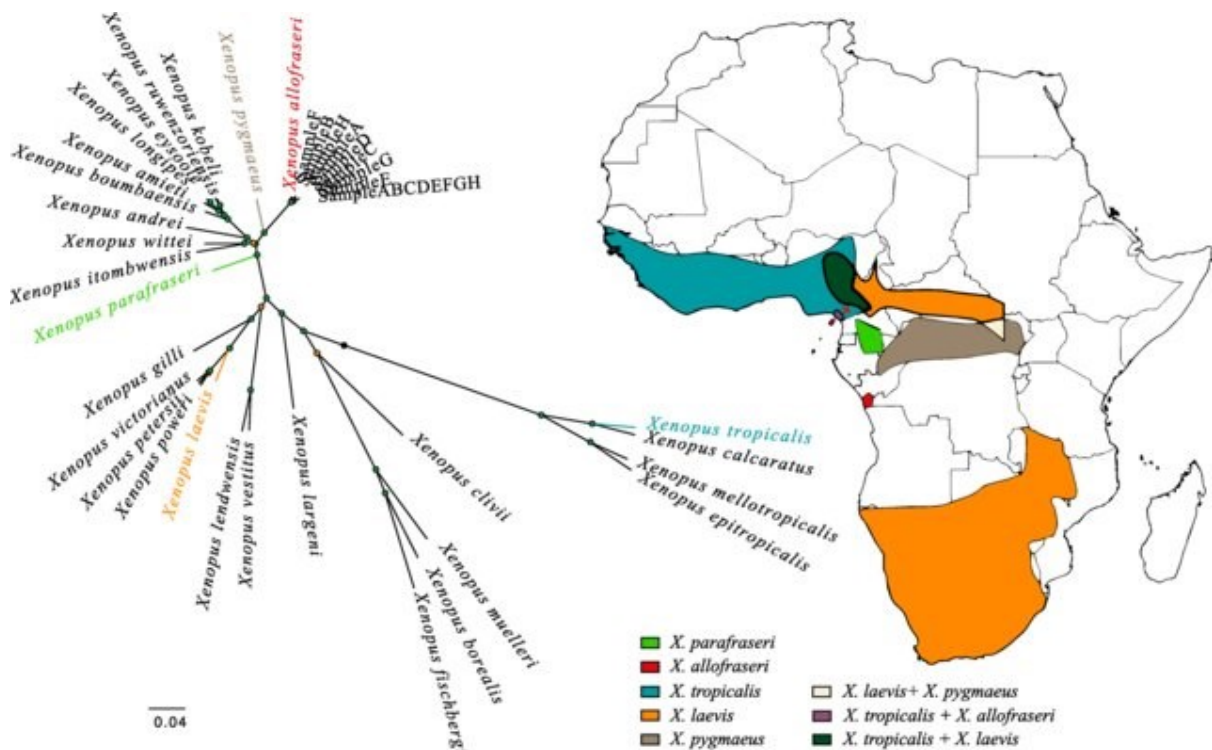 Xenopus kobeli
Xenopus ruwenzoriensis
Xenopus eysoole
Xenopus longipes
Xenopus amieti
Xenopus boumbaensis
Xenopus andrei
Xenopus wittei
Xenopus itombwensis
Xenopus parafraseri
Xenopus pygmaeus
Xenopus allofraseri
SampleABCDEFGH
Xenopus gilli
Xenopus victorianus
Xenopus petersii
Xenopus poweri
Xenopus laevis
Xenopus lendwensis
Xenopus vestitus
Xenopus largeni
Xenopus clivii
Xenopus muelleri
Xenopus borealis
Xenopus fischberg
Xenopus tropicalis
Xenopus calcaratus
Xenopus mellotropicalis
Xenopus epitropicalis
0.04
X. parafraseri
X. allofraseri
X. tropicalis
X. laevis
X. pygmaeus
X. laevis+ X. pygmaeus
X. tropicalis + X. allofraseri
X. tropicalis + X. laevis